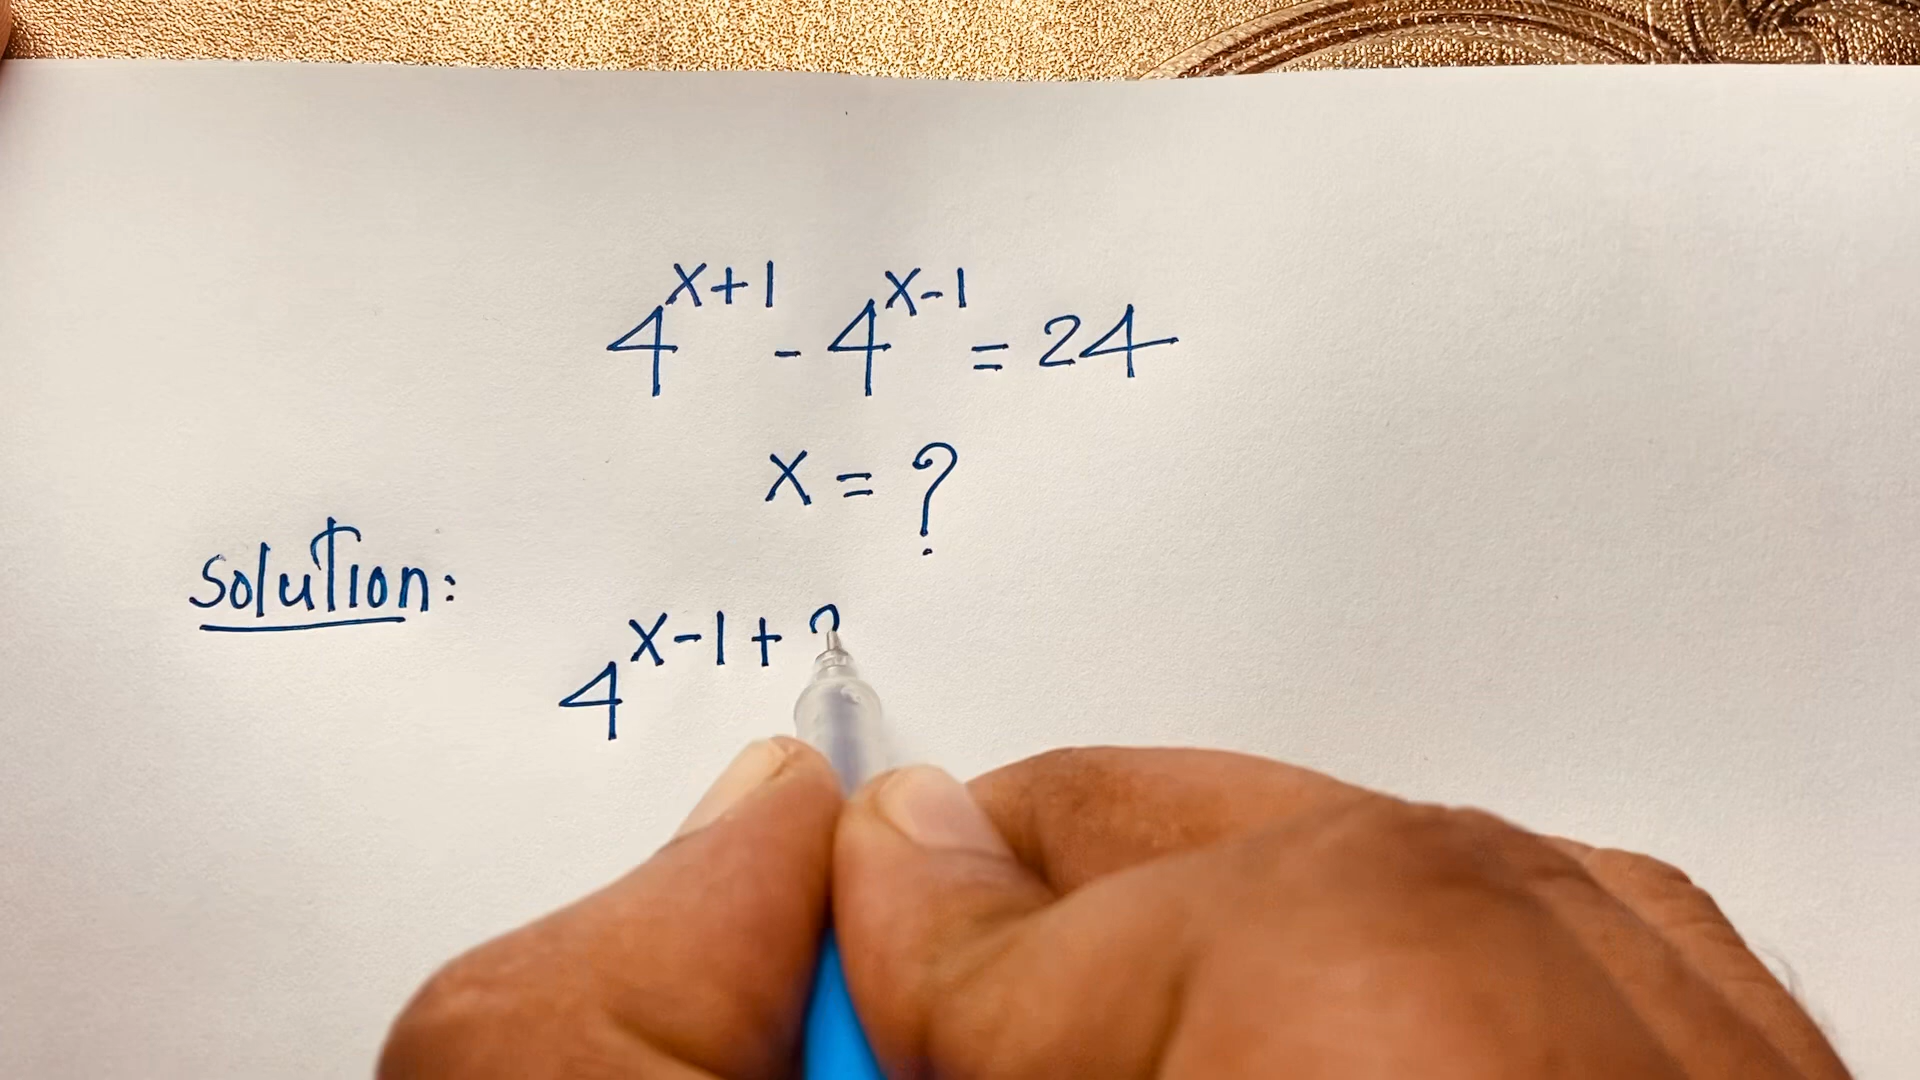 4^{x+1} - 4^{x-1} = 24
x = ?
Solution:
4^{x-1+